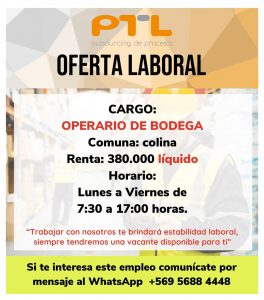 PTL
outsourcing de procesos
OFERTA LABORAL
CARGO:
OPERARIO DE BODEGA
Comuna: colina
Renta: 380.000 líquido
Horario:
Lunes a Viernes de
7:30 a 17:00 horas.
"Trabajar con nosotros te brindará estabilidad laboral,
siempre tendremos una vacante disponible para ti"
Si te interesa este empleo comunícate por
mensaje al WhatsApp +569 5688 4448